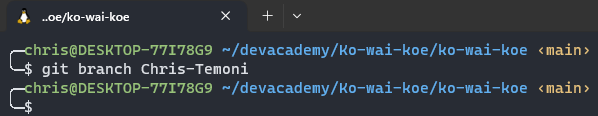 ..oe/ko-wai-koe
chris@DESKTOP-77I78G9 ~/devacademy/Ko-wai-koe/ko-wai-koe ‹main›
$ git branch Chris-Temoni
chris@DESKTOP-77I78G9 ~/devacademy/Ko-wai-koe/ko-wai-koe ‹main›
$